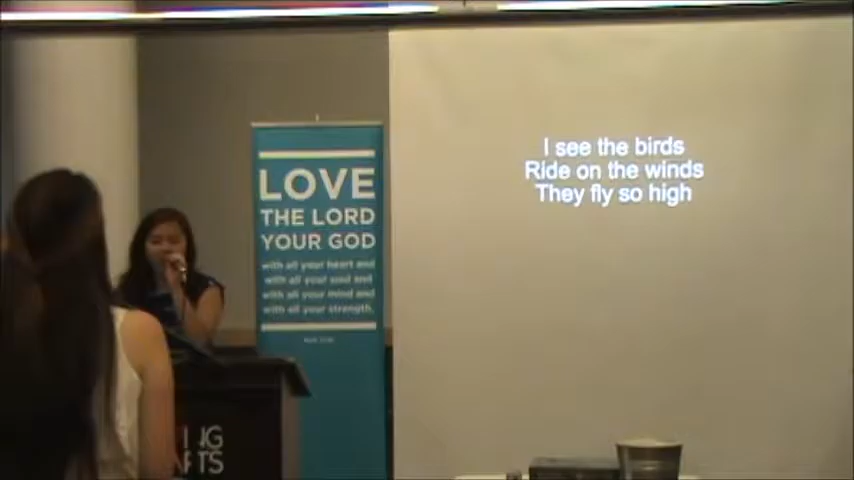 LOVE
THE LORD
YOUR GOD
with all your heart and
with all your soul and
with all your mind and
with all your strength.
I see the birds
Ride on the winds
They fly so high